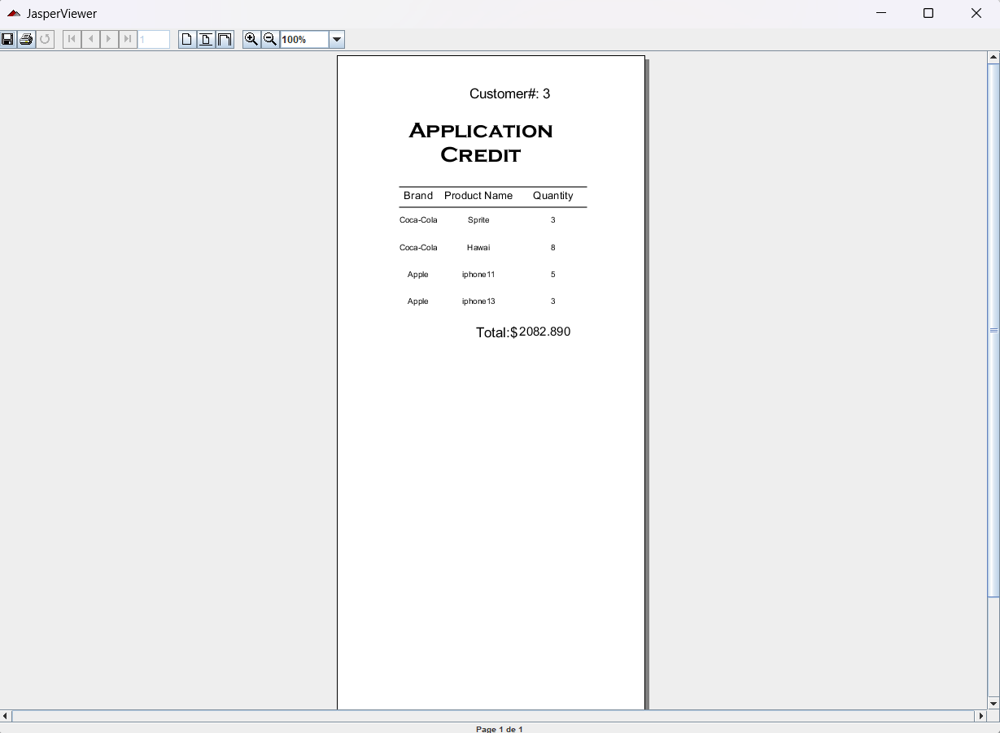 JasperViewer
1
100%
Customer#: 3
Application
Credit
Brand Product Name Quantity
Coca-Cola Sprite 3
Coca-Cola Hawai 8
Apple iphone11 5
Apple iphone13 3
Total:$ 2082.890
Page 1 de 1